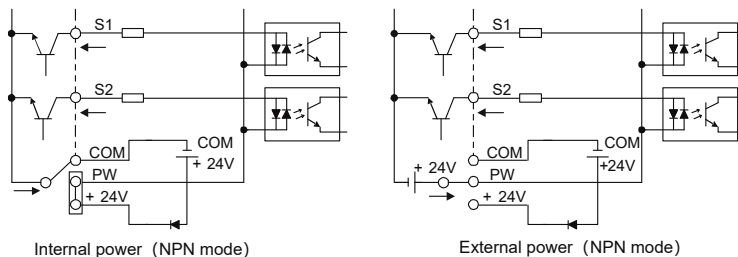 S1
S2
COM
COM
+ 24V
PW
+ 24V
Internal power（NPN mode）
S1
S2
COM
COM
+24V
+ 24V
PW
+ 24V
External power（NPN mode）